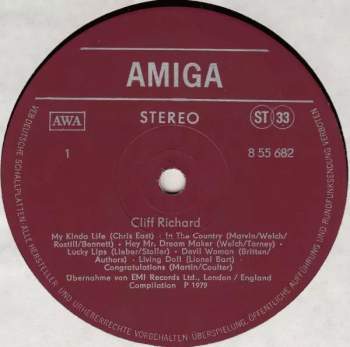 AMIGA
AWA
STEREO
ST 33
1
8 55 682
Cliff Richard
My Kinda Life (Chris East) · In The Country (Marvin/Welch/
Rostill/Bennett) · Hey Mr. Dream Maker (Welch/Tarney) ·
Lucky Lips (Lieber/Stoller) · Devil Woman (Britten/
Authors) · Living Doll (Lionel Bart) ·
Congratulations (Martin/Coulter)
Übernahme von EMI Records Ltd., London / England
Compilation P 1979
VEB DEUTSCHE SCHALLPLATTEN ALLE HERSTELLER UND URHEBERRECHTE VORBEHALTEN · ÜBERSPIELUNG, ÖFFENTLICHE AUFFÜHRUNG UND RUNDFUNKSENDUNG VERBOTEN